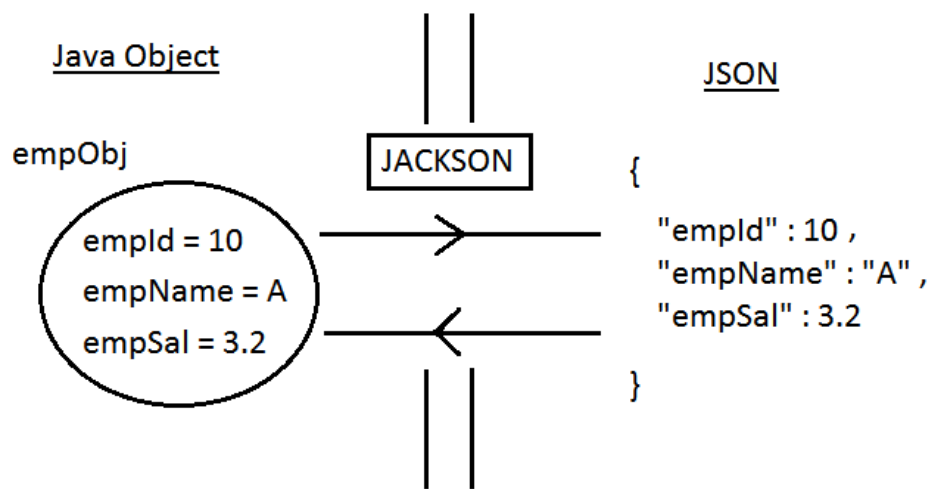 Java Object
JSON
empObj
JACKSON
{
empId = 10
"empId" : 10 ,
empName = A
"empName" : "A" ,
empSal = 3.2
"empSal" : 3.2
}